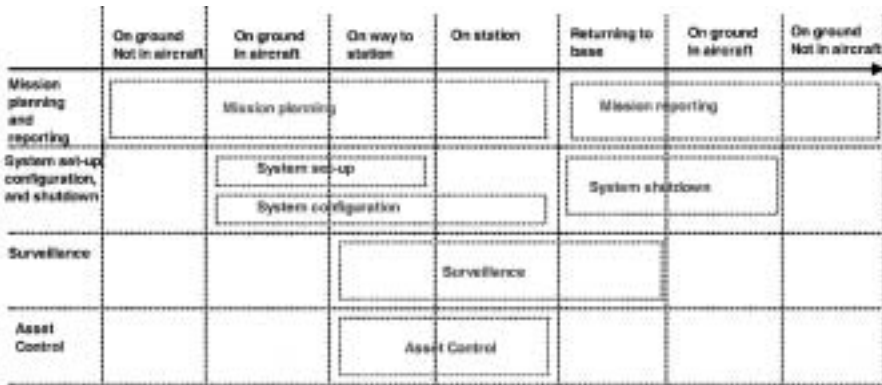 On ground
Not in aircraft
On ground
In aircraft
On way to
station
On station
Returning to
base
On ground
In aircraft
On ground
Not in aircraft
Mission
planning
and
reporting
Mission planning
Mission reporting
System set-up,
configuration,
and shutdown
System set-up
System configuration
System shutdown
Surveillance
Surveillance
Asset
Control
Asset Control